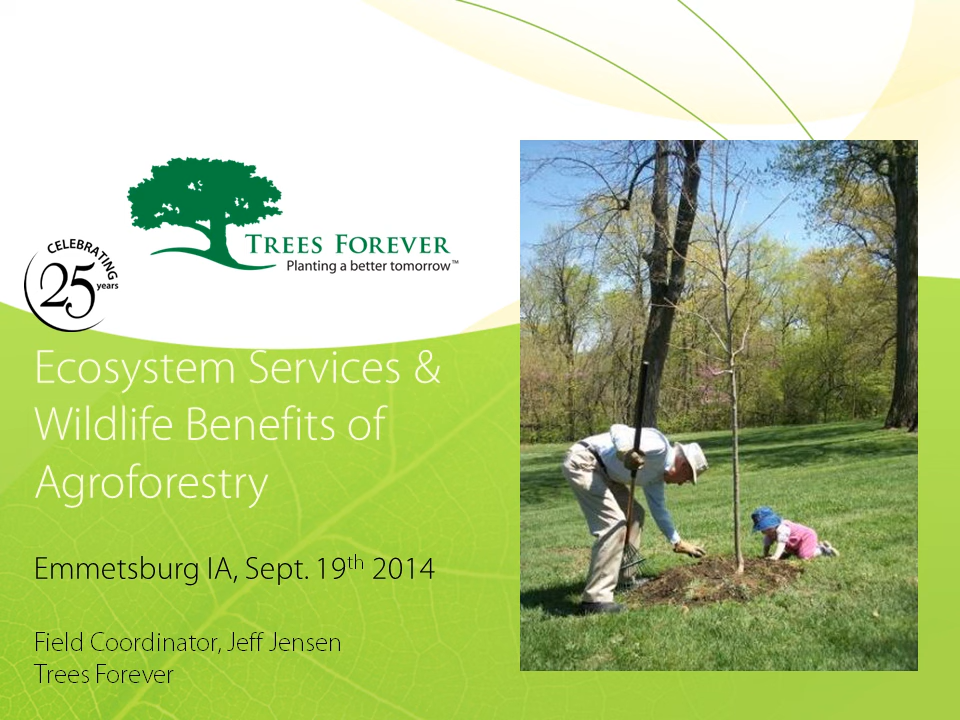 TREES FOREVER
Planting a better tomorrow™
CELEBRATING
25
years
Ecosystem Services &
Wildlife Benefits of
Agroforestry
Emmetsburg IA, Sept. 19th 2014
Field Coordinator, Jeff Jensen
Trees Forever